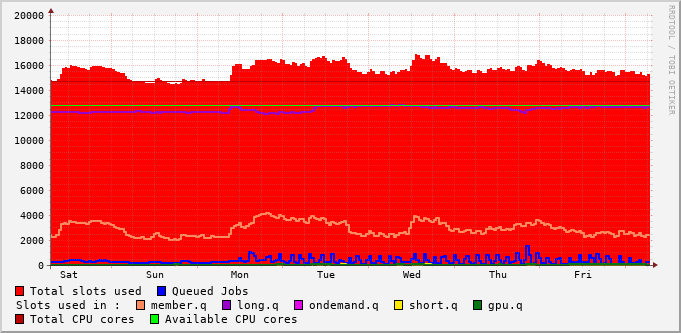 20000
18000
16000
14000
12000
10000
8000
6000
4000
2000
0
Sat Sun Mon Tue Wed Thu Fri
RRDTOOL / TOBI OETIKER
Total slots used Queued Jobs
Slots used in : member.q long.q ondemand.q short.q gpu.q
Total CPU cores Available CPU cores